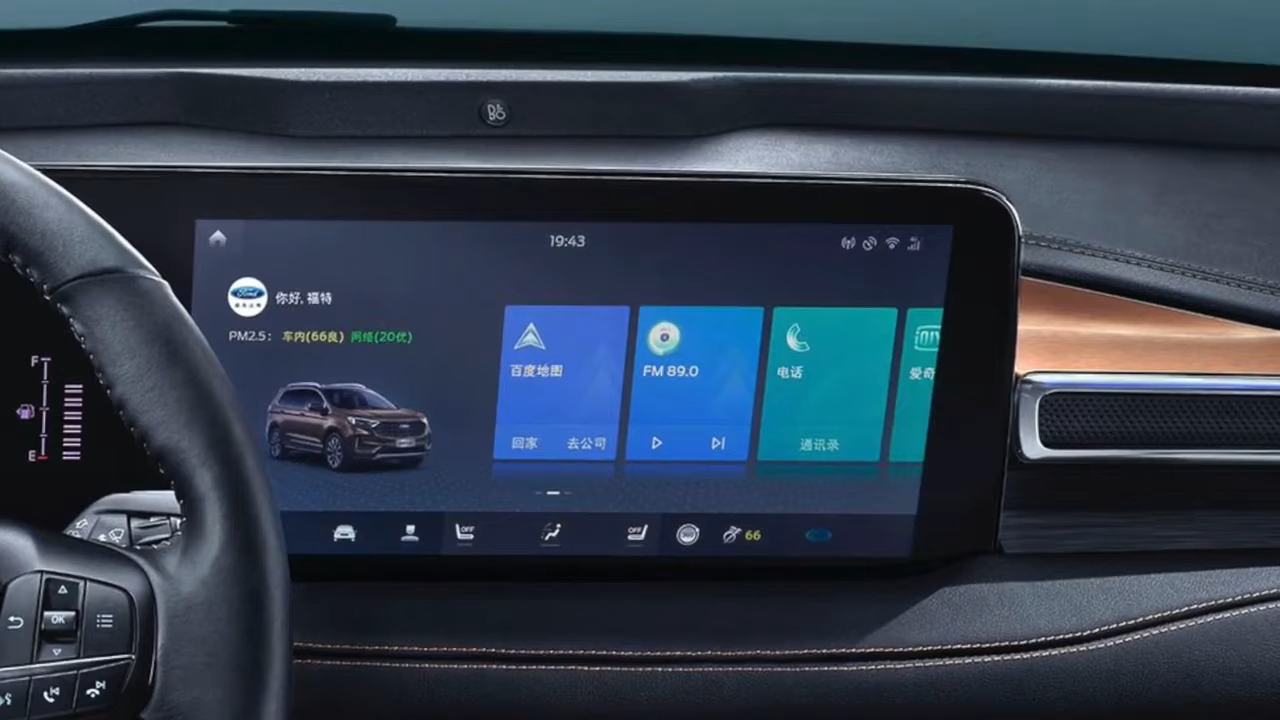 19:43
Ford
你好, 福特
PM2.5: 车内(66良) 网络(20优)
百度地图
FM 89.0
电话
爱奇
回家 去公司
通讯录
F
E
OFF
OFF
66
OK